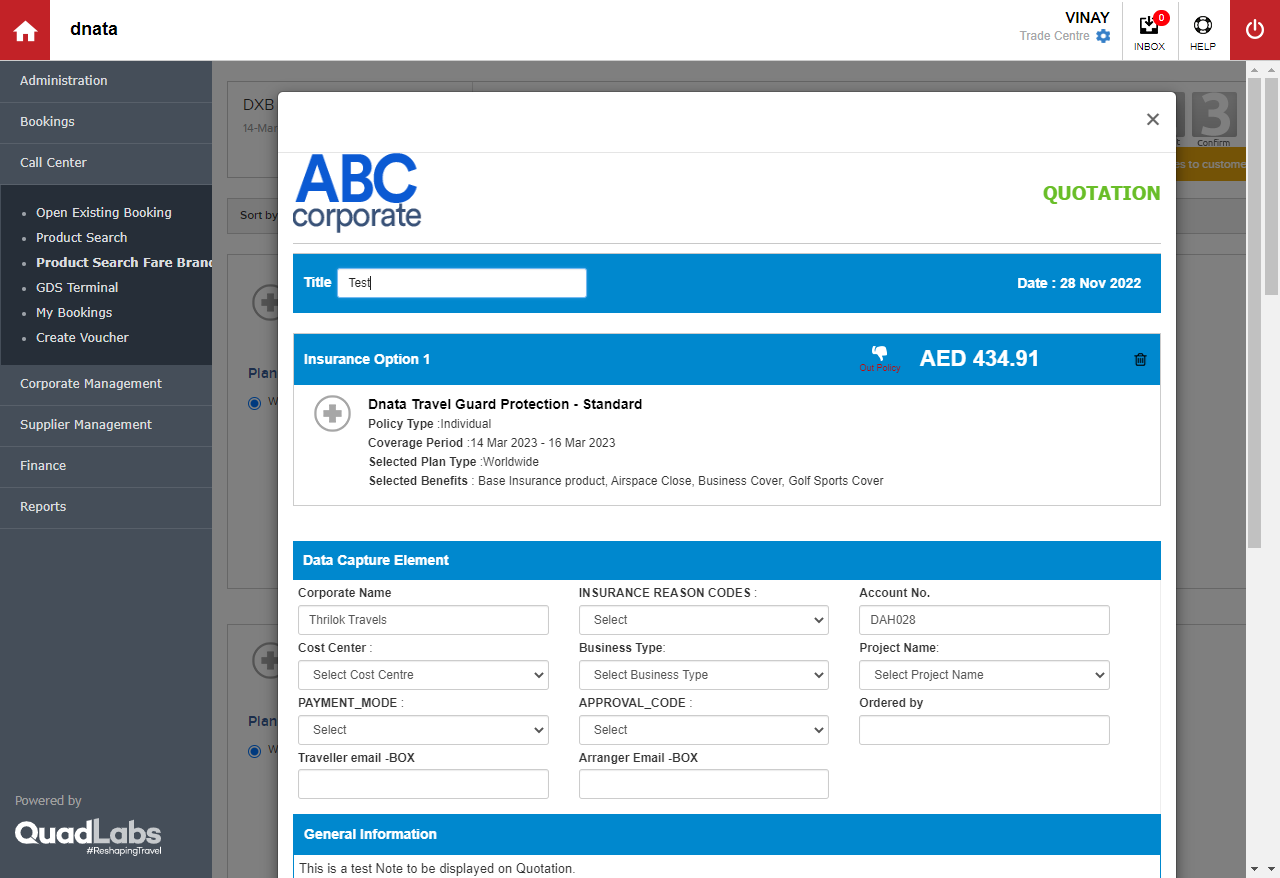 dnata
VINAY
Trade Centre
0
INBOX
HELP
Administration
Bookings
Call Center
Open Existing Booking
Product Search
Product Search Fare Brand
GDS Terminal
My Bookings
Create Voucher
Corporate Management
Supplier Management
Finance
Reports
Powered by
QuadLabs
#ReshapingTravel
DXB
14-Mar
3
Confirm
es to custome
Sort by
Plan
W
Plan
W
×
ABC
corporate
QUOTATION
Title Test
Date : 28 Nov 2022
Insurance Option 1
Out Policy
AED 434.91
Dnata Travel Guard Protection - Standard
Policy Type :Individual
Coverage Period :14 Mar 2023 - 16 Mar 2023
Selected Plan Type :Worldwide
Selected Benefits : Base Insurance product, Airspace Close, Business Cover, Golf Sports Cover
Data Capture Element
Corporate Name INSURANCE REASON CODES : Account No.
Thrilok Travels Select DAH028
Cost Center : Business Type: Project Name:
Select Cost Centre Select Business Type Select Project Name
PAYMENT_MODE : APPROVAL_CODE : Ordered by
Select Select
Traveller email -BOX Arranger Email -BOX
General Information
This is a test Note to be displayed on Quotation.